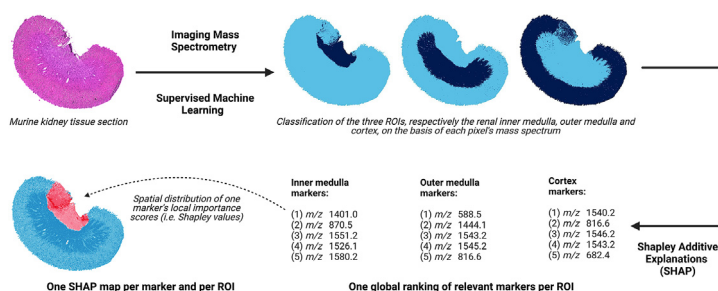 Imaging Mass
Spectrometry
Supervised Machine
Learning
Murine kidney tissue section
Classification of the three ROIs, respectively the renal inner medulla, outer medulla and
cortex, on the basis of each pixel's mass spectrum
Spatial distribution of one
marker's local importance
scores (i.e. Shapley values)
Inner medulla
markers:
(1) m/z 1401.0
(2) m/z 870.5
(3) m/z 1551.2
(4) m/z 1526.1
(5) m/z 1580.2
Outer medulla
markers:
(1) m/z 588.5
(2) m/z 1444.1
(3) m/z 1543.2
(4) m/z 1545.2
(5) m/z 816.6
Cortex
markers:
(1) m/z 1540.2
(2) m/z 816.6
(3) m/z 1546.2
(4) m/z 1543.2
(5) m/z 682.4
Shapley Additive
Explanations
(SHAP)
One SHAP map per marker and per ROI
One global ranking of relevant markers per ROI